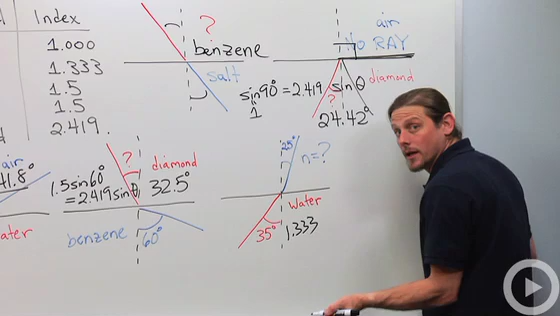 Index
1.000
1.333
1.5
1.5
2.419
?
benzene
salt
air
NO RAY
sin90°=2.419 sinθ
1
?
diamond
24.42°
air
41.8°
ater
?
diamond
1.5sin60°
=2.419sinθ
32.5°
benzene
60°
25°
n=?
Water
35°
1.333